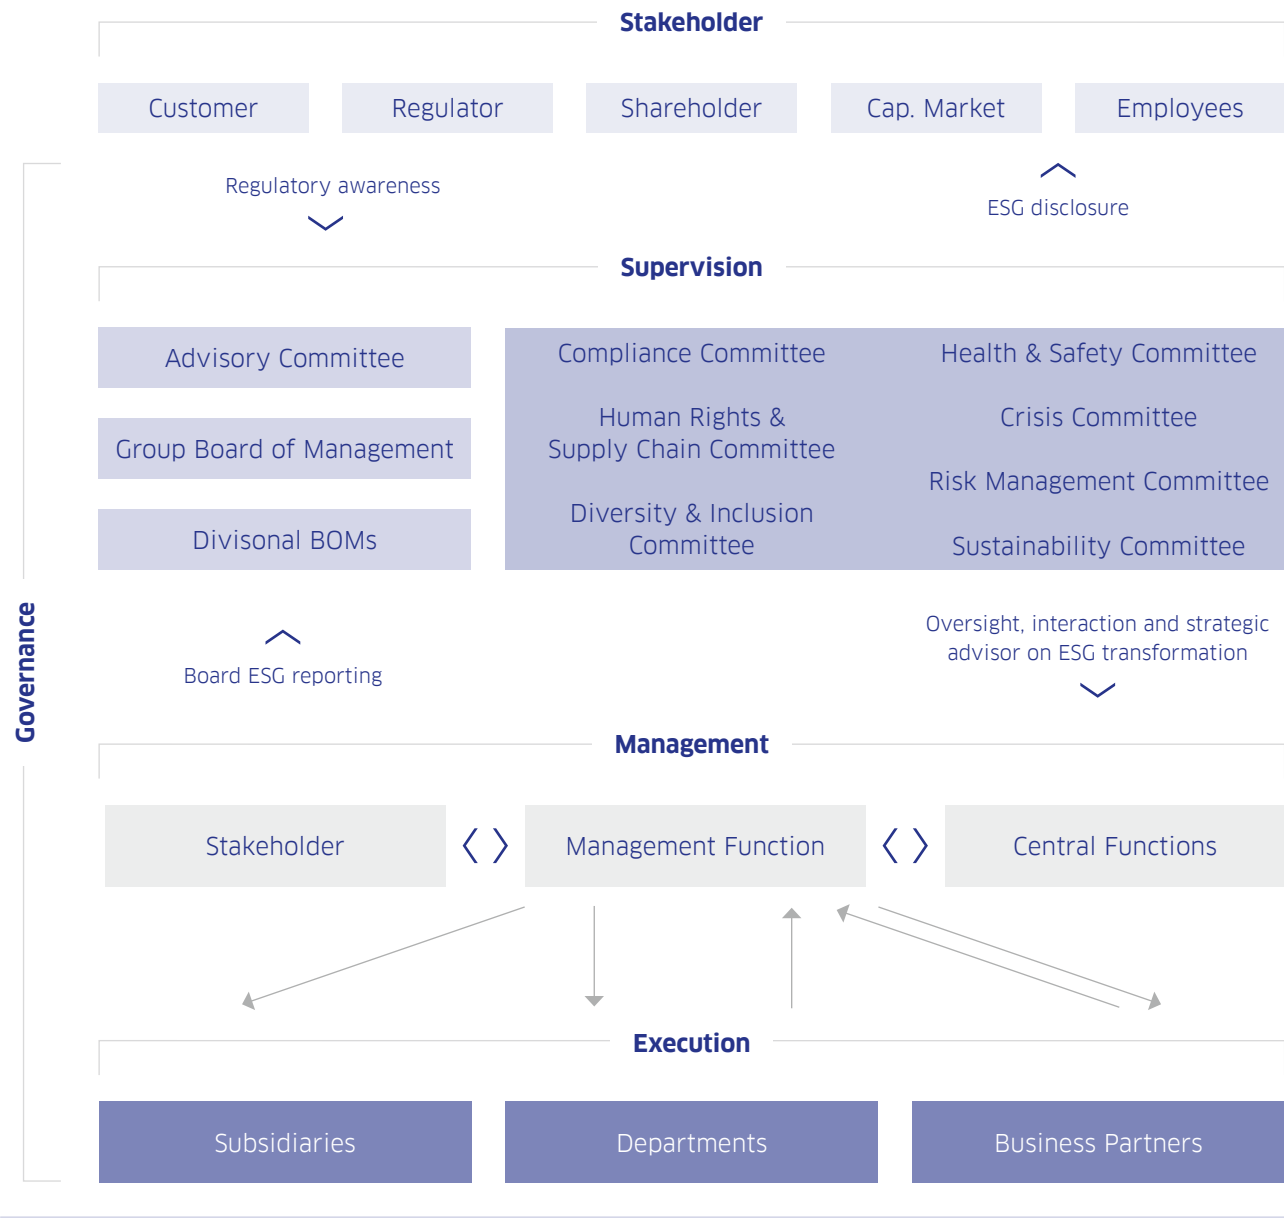 Stakeholder
Customer
Regulator
Shareholder
Cap. Market
Employees
Regulatory awareness
ESG disclosure
Governance
Supervision
Advisory Committee
Group Board of Management
Divisonal BOMs
Compliance Committee
Human Rights &
Supply Chain Committee
Diversity & Inclusion
Committee
Health & Safety Committee
Crisis Committee
Risk Management Committee
Sustainability Committee
Board ESG reporting
Oversight, interaction and strategic
advisor on ESG transformation
Management
Stakeholder
Management Function
Central Functions
Execution
Subsidiaries
Departments
Business Partners